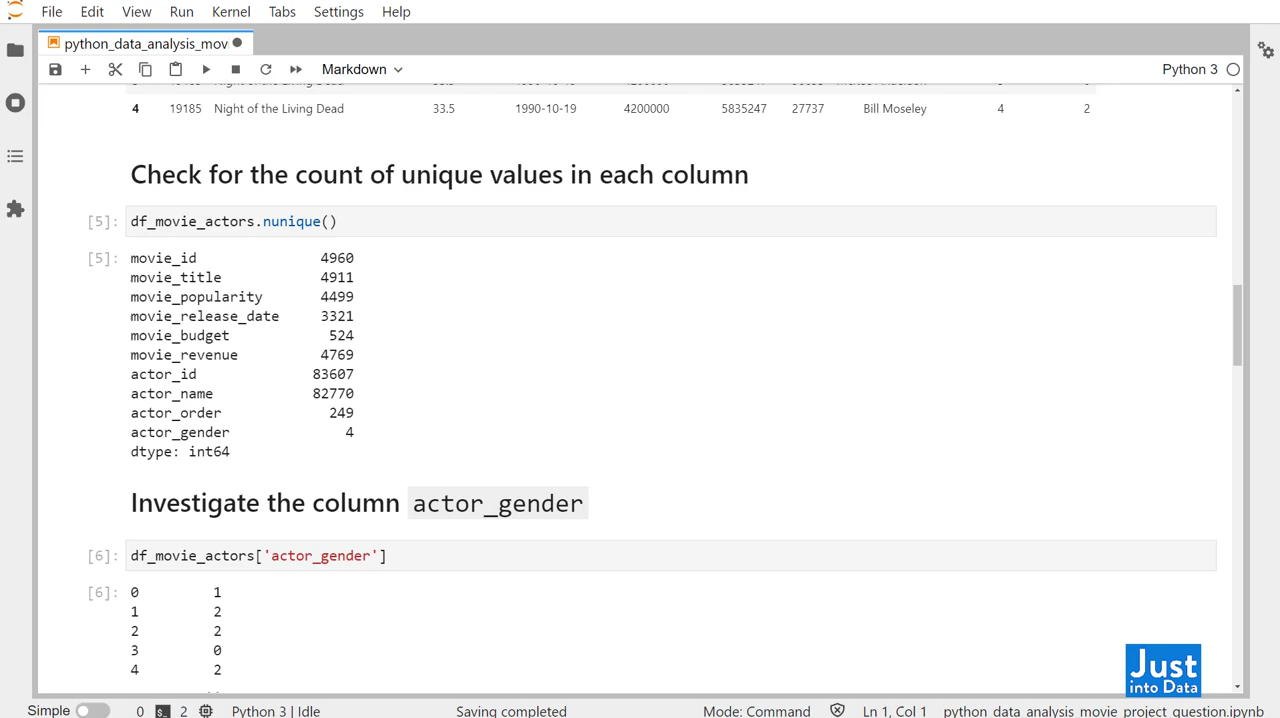 File Edit View Run Kernel Tabs Settings Help
python_data_analysis_mov
Markdown
Python 3
4 19185 Night of the Living Dead 33.5 1990-10-19 4200000 5835247 27737 Bill Moseley 4 2
Check for the count of unique values in each column
[5]: df_movie_actors.nunique()
[5]: movie_id 4960
movie_title 4911
movie_popularity 4499
movie_release_date 3321
movie_budget 524
movie_revenue 4769
actor_id 83607
actor_name 82770
actor_order 249
actor_gender 4
dtype: int64
Investigate the column actor_gender
[6]: df_movie_actors['actor_gender']
[6]: 0 1
1 2
2 2
3 0
4 2
..
Just
into Data
Simple 0 2 Python 3 | Idle Saving completed Mode: Command Ln 1, Col 1 python_data_analysis_movie_project_question.ipynb